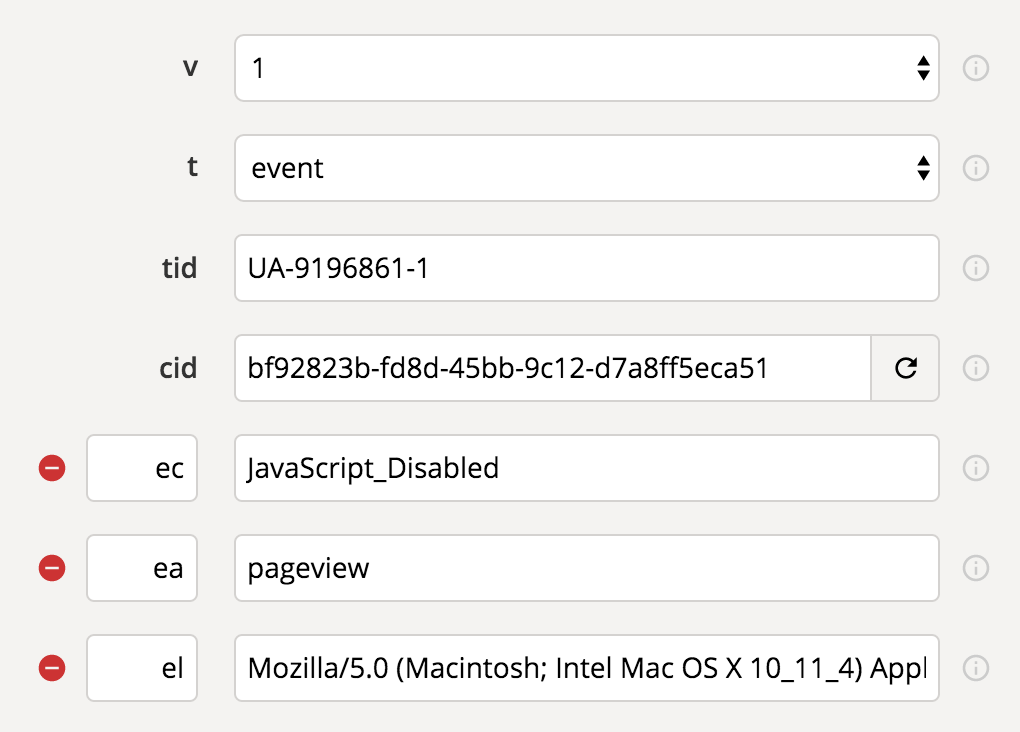 v 1
t event
tid UA-9196861-1
cid bf92823b-fd8d-45bb-9c12-d7a8ff5eca51
ec JavaScript_Disabled
ea pageview
el Mozilla/5.0 (Macintosh; Intel Mac OS X 10_11_4) Appl